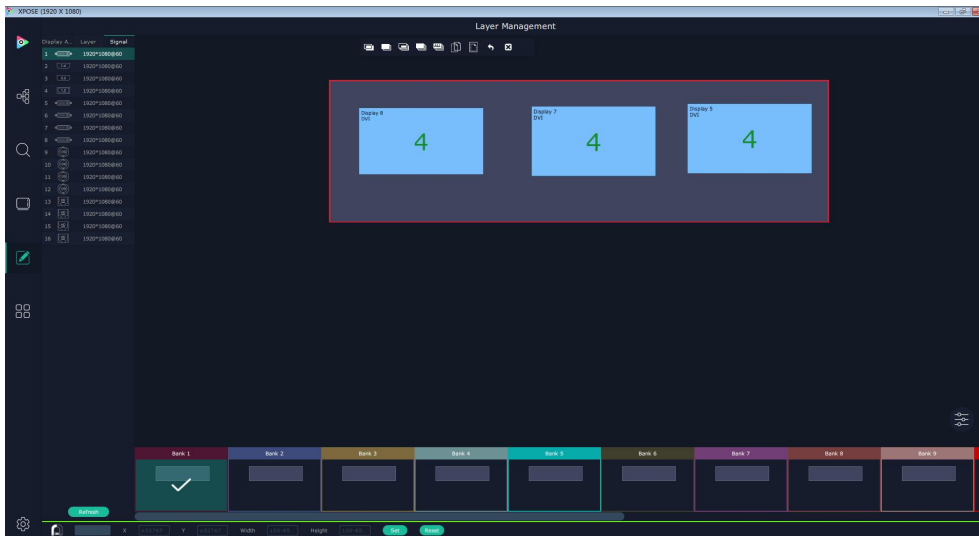 XPOSE (1920 X 1080)
Layer Management
Display A.. Layer Signal
1 1920*1080@60
2 1920*1080@60
3 1920*1080@60
4 1920*1080@60
5 1920*1080@60
6 1920*1080@60
7 1920*1080@60
8 1920*1080@60
9 1920*1080@60
10 1920*1080@60
11 1920*1080@60
12 1920*1080@60
13 1920*1080@60
14 1920*1080@60
15 1920*1080@60
16 1920*1080@60
Display 8
DVI
4
Display 7
DVI
4
Display 5
DVI
4
Bank 1 Bank 2 Bank 3 Bank 4 Bank 5 Bank 6 Bank 7 Bank 8 Bank 9
Refresh
X Y Width Height Set Reset